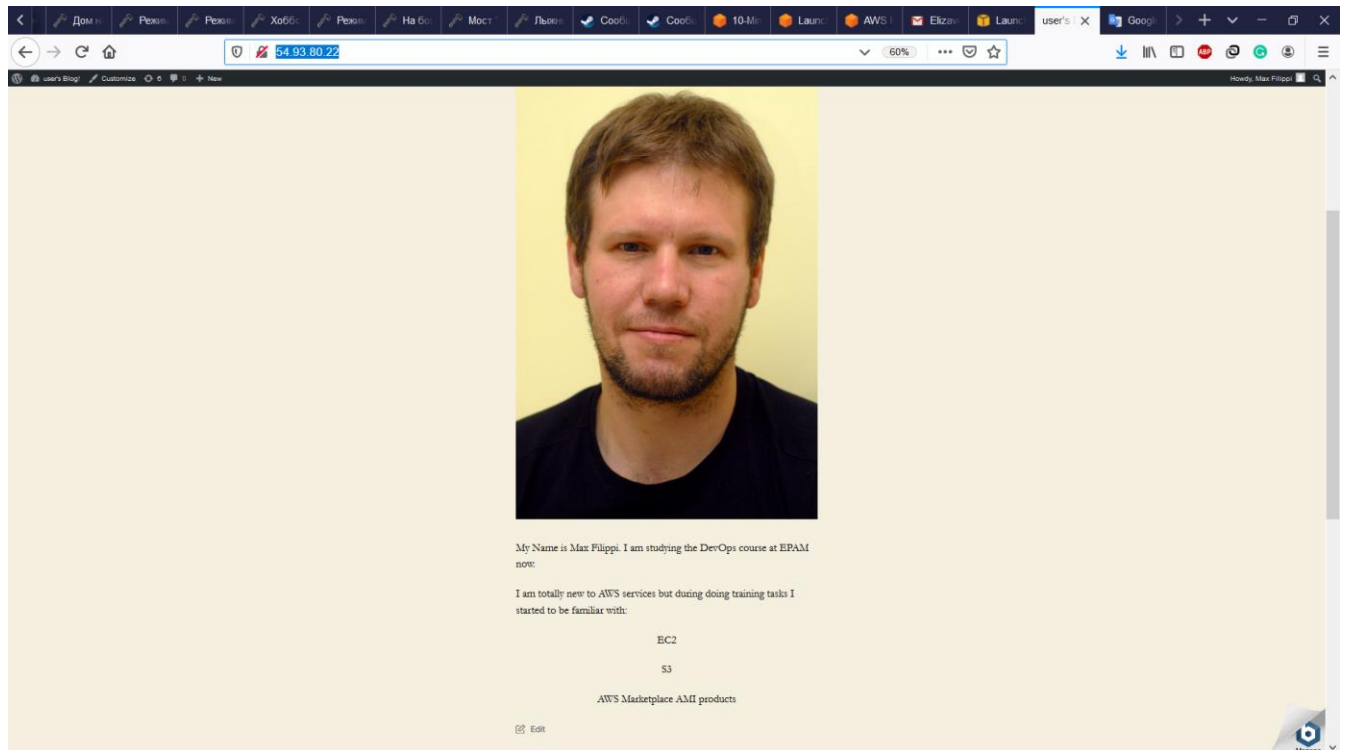 Дом н
Режи
Режи
Хоббс
Режи
На бо
Мост
Лыжн
Сооб
Сооб
10-Min
Launc
AWS
Elizav
Launc
user's
Googl
54.93.80.22
60%
user's Blog! Customize 6 0 New
Howdy, Max Filippi
My Name is Max Filippi. I am studying the DevOps course at EPAM
now.
I am totally new to AWS services but during doing training tasks I
started to be familiar with:
EC2
S3
AWS Marketplace AMI products
Edit